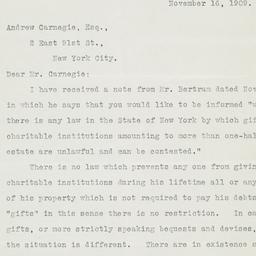 November 16, 1909.
Andrew Carnegie, Esq.,
2 East 91st St.,
New York City.
Dear Mr. Carnegie:
I have received a note from Mr. Bertram dated Nov
in which he says that you would like to be informed "w
there is any law in the State of New York by which gif
charitable institutions amounting to more than one-hal
estate are unlawful and can be contested."
There is no law which prevents any one from givin
charitable institutions during his lifetime all or any
of his property which is not required to pay his debts
"gifts" in this sense there is no restriction. In ca
gifts, or more strictly speaking bequests and devises,
the situation is different. There are in existence s